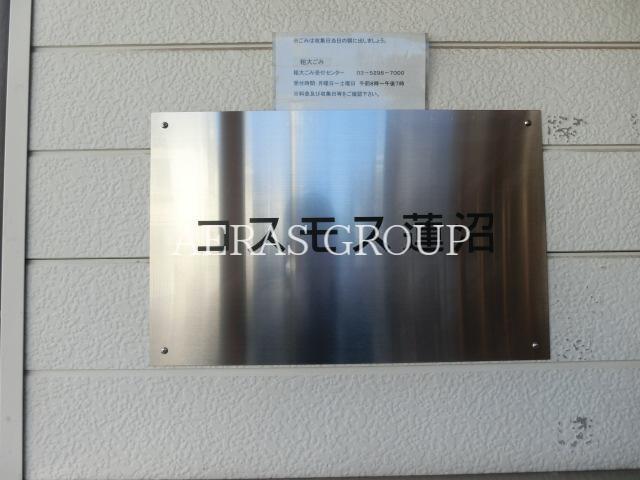 ※ごみは収集日当日の朝に出しましょう。
粗大ごみ
粗大ごみ受付センター 03-5296-7000
受付時間:月曜日~土曜日 午前8時~午後7時
※料金及び収集日等をご確認下さい。
コスモス蓮沼
AERAS GROUP